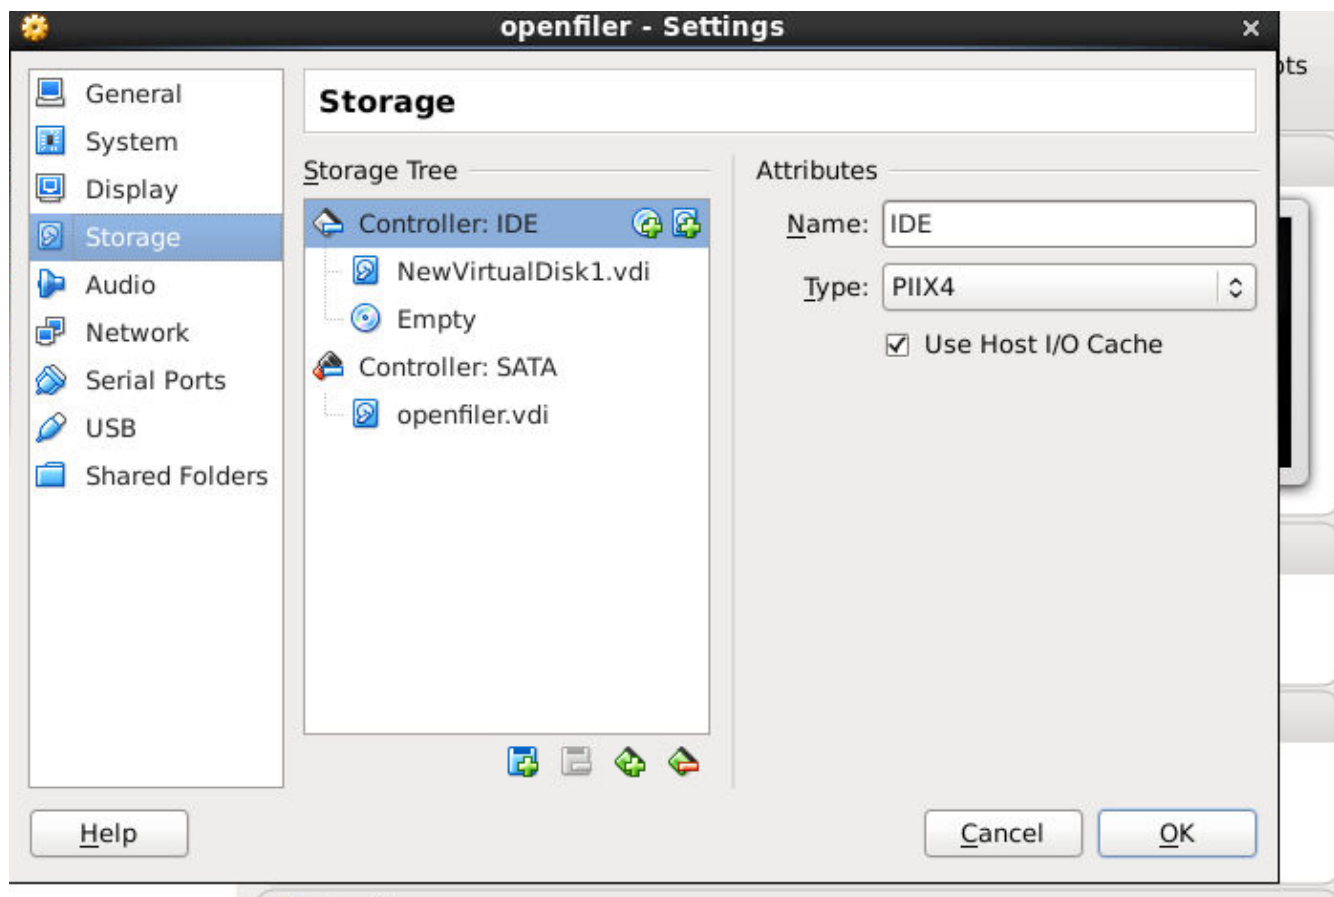 openfiler - Settings
General
System
Display
Storage
Audio
Network
Serial Ports
USB
Shared Folders
Storage
Storage Tree
Controller: IDE
NewVirtualDisk1.vdi
Empty
Controller: SATA
openfiler.vdi
Attributes
Name: IDE
Type: PIIX4
Use Host I/O Cache
Help
Cancel
OK